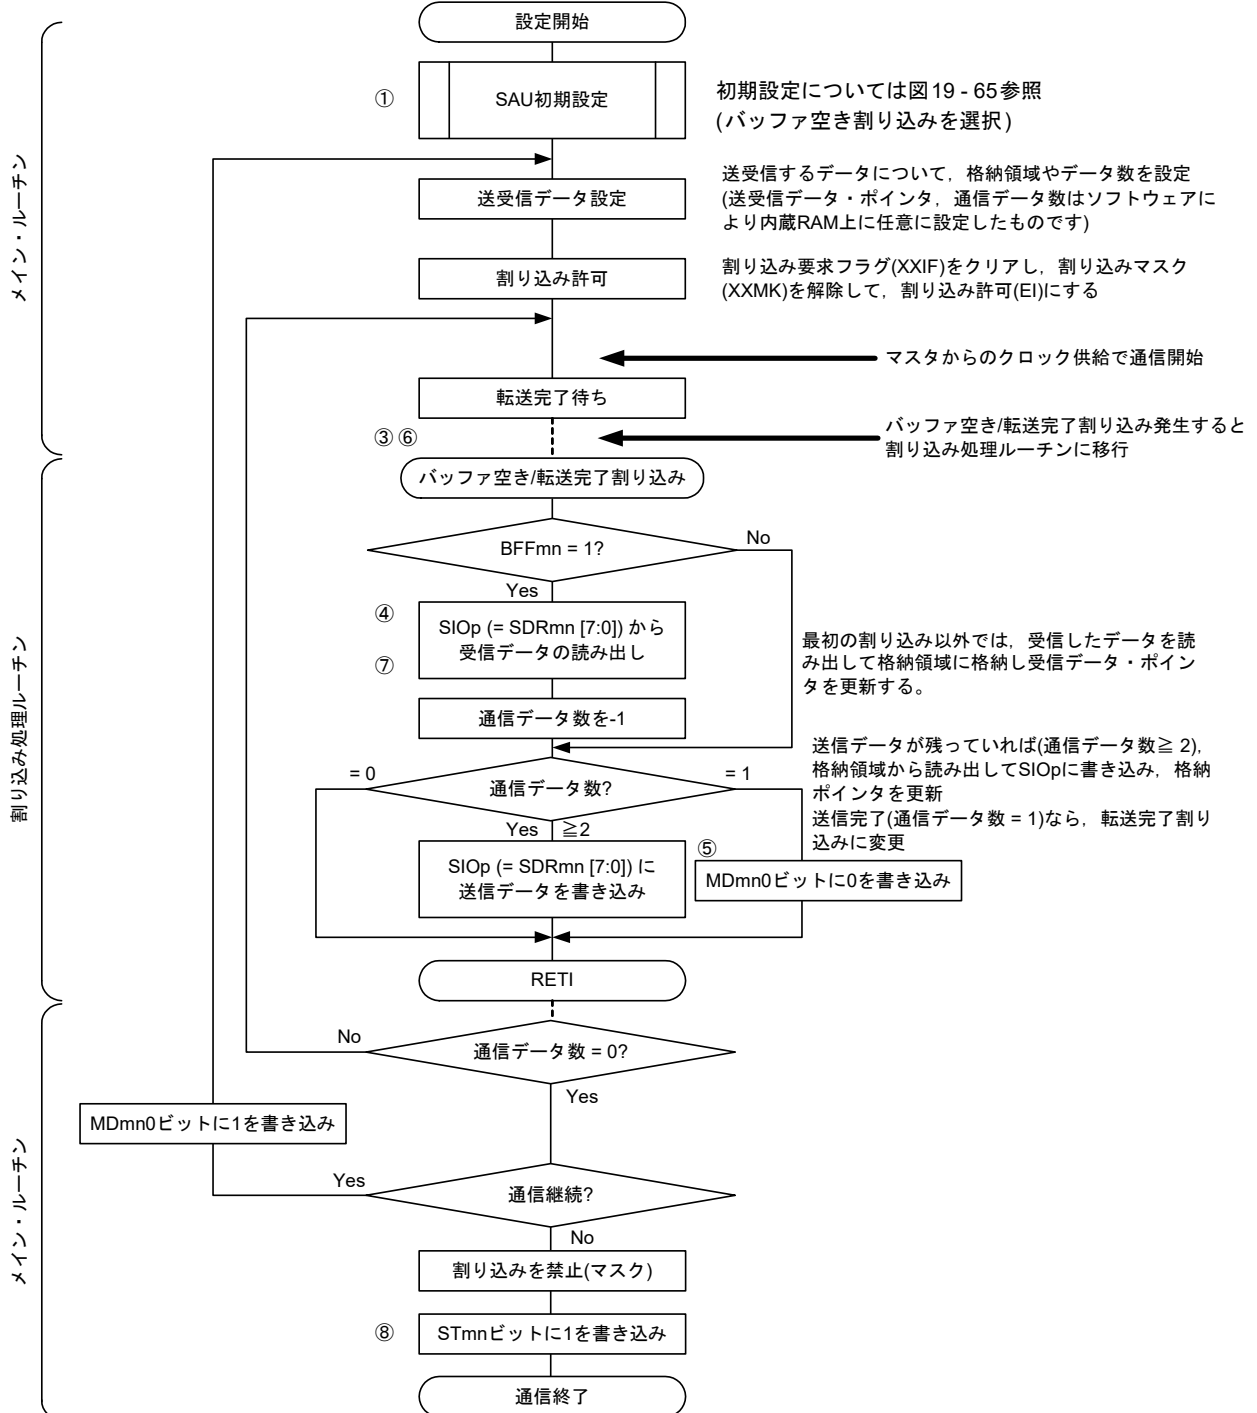 設定開始
①
SAU初期設定
初期設定については図19 - 65参照
(バッファ空き割り込みを選択)
メイン・ルーチン
送受信データ設定
送受信するデータについて，格納領域やデータ数を設定
(送受信データ・ポインタ，通信データ数はソフトウェアに
より内蔵RAM上に任意に設定したものです)
割り込み許可
割り込み要求フラグ(XXIF)をクリアし，割り込みマスク
(XXMK)を解除して，割り込み許可(EI)にする
マスタからのクロック供給で通信開始
転送完了待ち
③⑥
バッファ空き/転送完了割り込み発生すると
割り込み処理ルーチンに移行
バッファ空き/転送完了割り込み
BFFmn = 1?
No
Yes
④
SIOp (= SDRmn [7:0]) から
受信データの読み出し
⑦
最初の割り込み以外では，受信したデータを読
み出して格納領域に格納し受信データ・ポイン
タを更新する。
割り込み処理ルーチン
通信データ数を-1
送信データが残っていれば(通信データ数≧ 2)，
格納領域から読み出してSIOpに書き込み，格納
ポインタを更新
送信完了(通信データ数 = 1)なら，転送完了割り
込みに変更
= 0
通信データ数?
= 1
Yes ≧2
SIOp (= SDRmn [7:0]) に
送信データを書き込み
⑤
MDmn0ビットに0を書き込み
RETI
No
通信データ数 = 0?
Yes
MDmn0ビットに1を書き込み
メイン・ルーチン
Yes
通信継続?
No
割り込みを禁止(マスク)
⑧
STmnビットに1を書き込み
通信終了